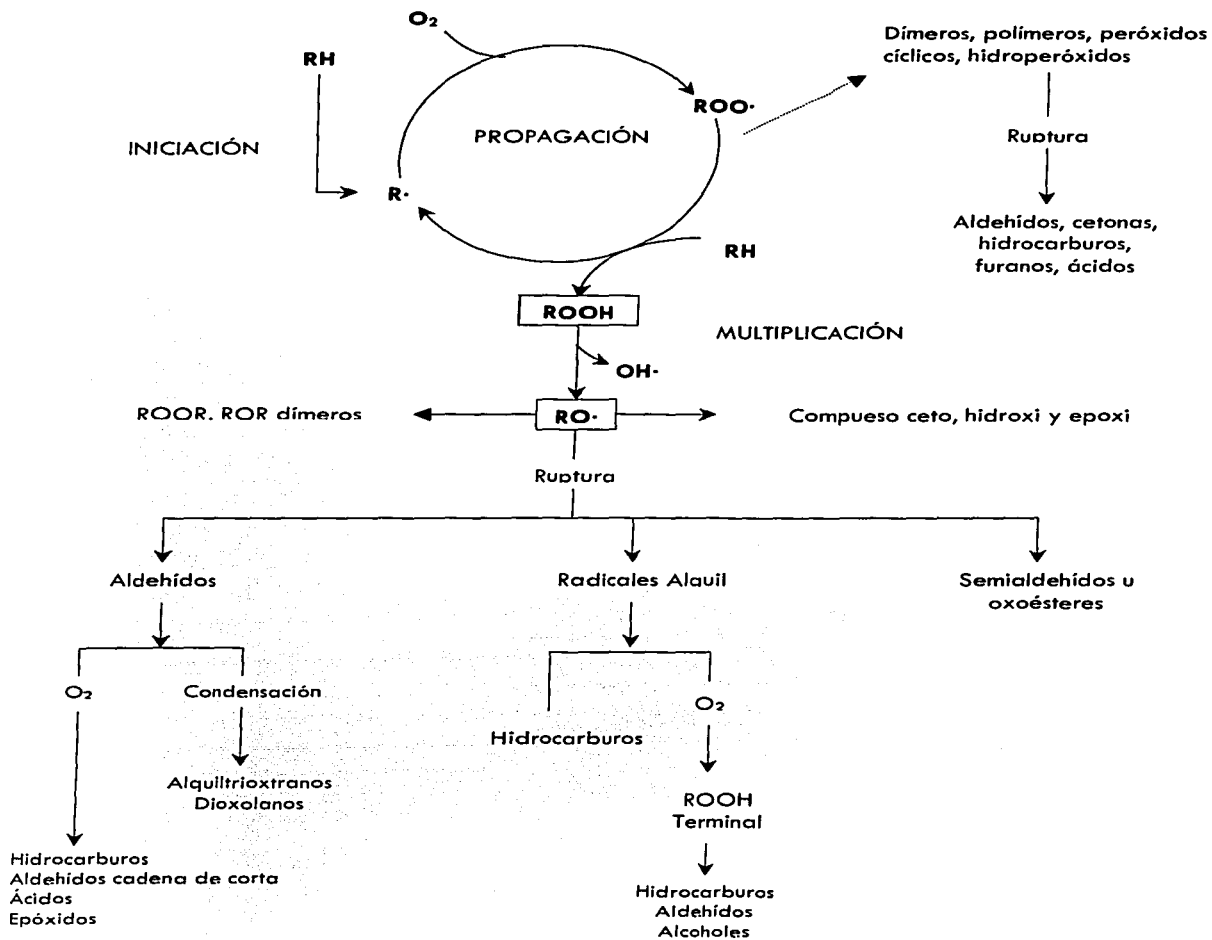 O₂
RH
Dímeros, polímeros, peróxidos
cíclicos, hidroperóxidos
ROO·
INICIACIÓN
PROPAGACIÓN
Ruptura
R·
Aldehídos, cetonas,
hidrocarburos,
furanos, ácidos
RH
ROOH
MULTIPLICACIÓN
OH·
ROOR. ROR dímeros
RO·
Compueso ceto, hidroxi y epoxi
Ruptura
Aldehídos
Radicales Alquil
Semialdehídos u
oxoésteres
O₂
Condensación
O₂
Hidrocarburos
Alquiltrioxtranos
Dioxolanos
ROOH
Terminal
Hidrocarburos
Aldehídos cadena de corta
Ácidos
Epóxidos
Hidrocarburos
Aldehídos
Alcoholes